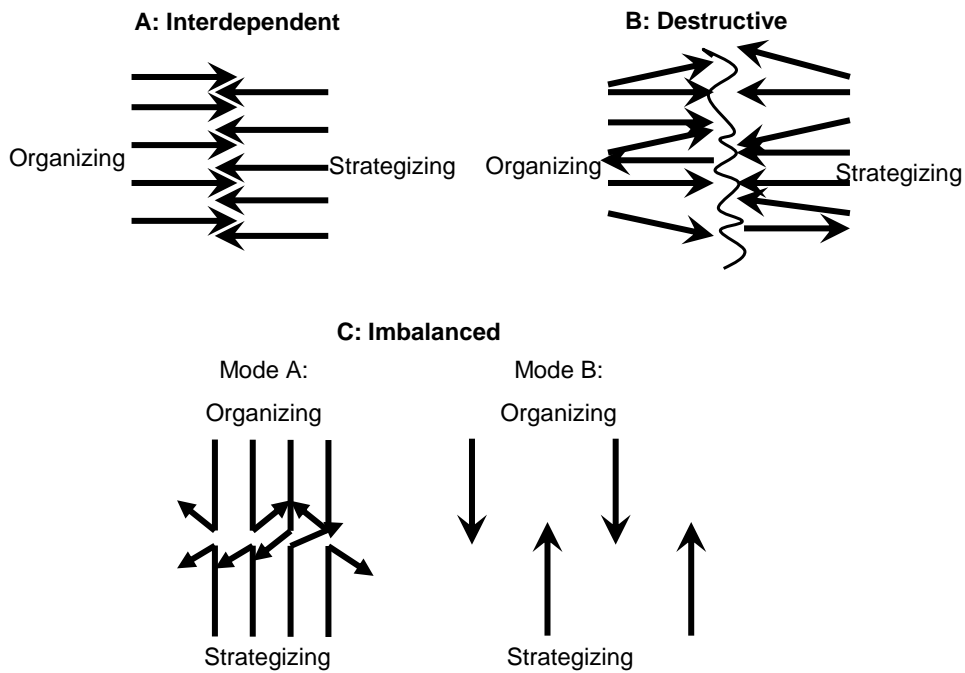 A: Interdependent
B: Destructive
Organizing
Strategizing
Organizing
Strategizing
C: Imbalanced
Mode A:
Mode B:
Organizing
Organizing
Strategizing
Strategizing